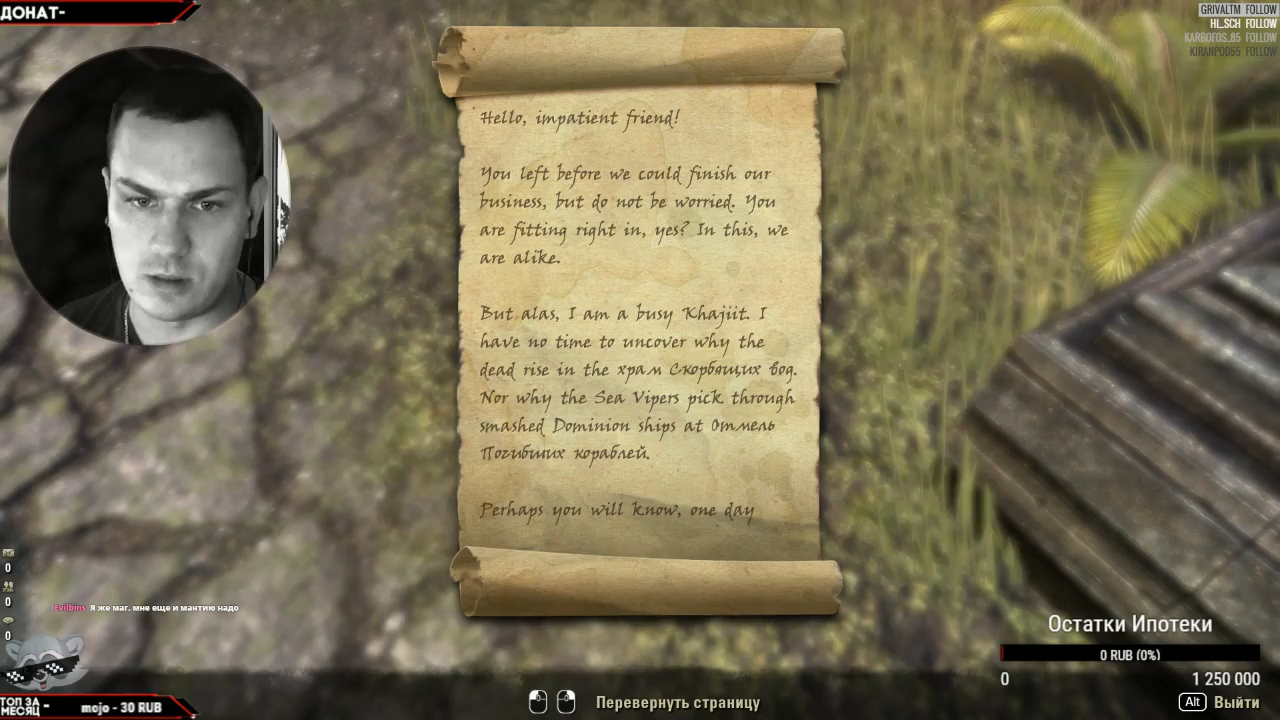 ДОНАТ-
GRIVALTM FOLLOW
HI_SCH FOLLOW
KARBOFOS_85 FOLLOW
KIRANPOD55 FOLLOW
Hello, impatient friend!
You left before we could finish our
business, but do not be worried. You
are fitting right in, yes? In this, we
are alike.
But alas, I am a busy Khajiit. I
have no time to uncover why the
dead rise in the храм Скорбящих вод.
Nor why the Sea Vipers pick through
smashed Dominion ships at Отмель
Погибших кораблей.
Perhaps you will know, one day
0
0
0
Evilbins Я же маг, мне еще и мантию надо
Остатки Ипотеки
0 RUB (0%)
0 1 250 000
ТОП ЗА
МЕСЯЦ - mojo - 30 RUB
Перевернуть страницу
Alt Выйти